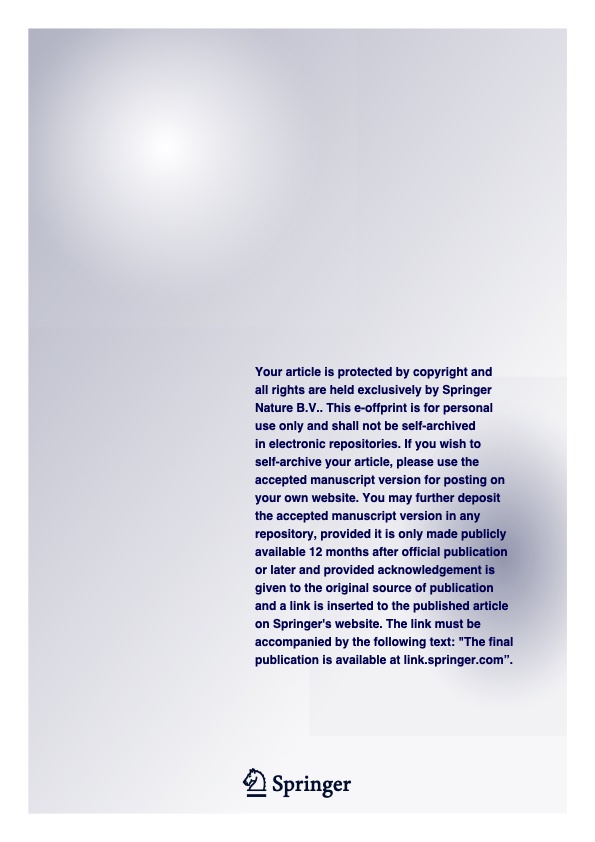 Your article is protected by copyright and
all rights are held exclusively by Springer
Nature B.V.. This e-offprint is for personal
use only and shall not be self-archived
in electronic repositories. If you wish to
self-archive your article, please use the
accepted manuscript version for posting on
your own website. You may further deposit
the accepted manuscript version in any
repository, provided it is only made publicly
available 12 months after official publication
or later and provided acknowledgement is
given to the original source of publication
and a link is inserted to the published article
on Springer's website. The link must be
accompanied by the following text: "The final
publication is available at link.springer.com”.
Springer